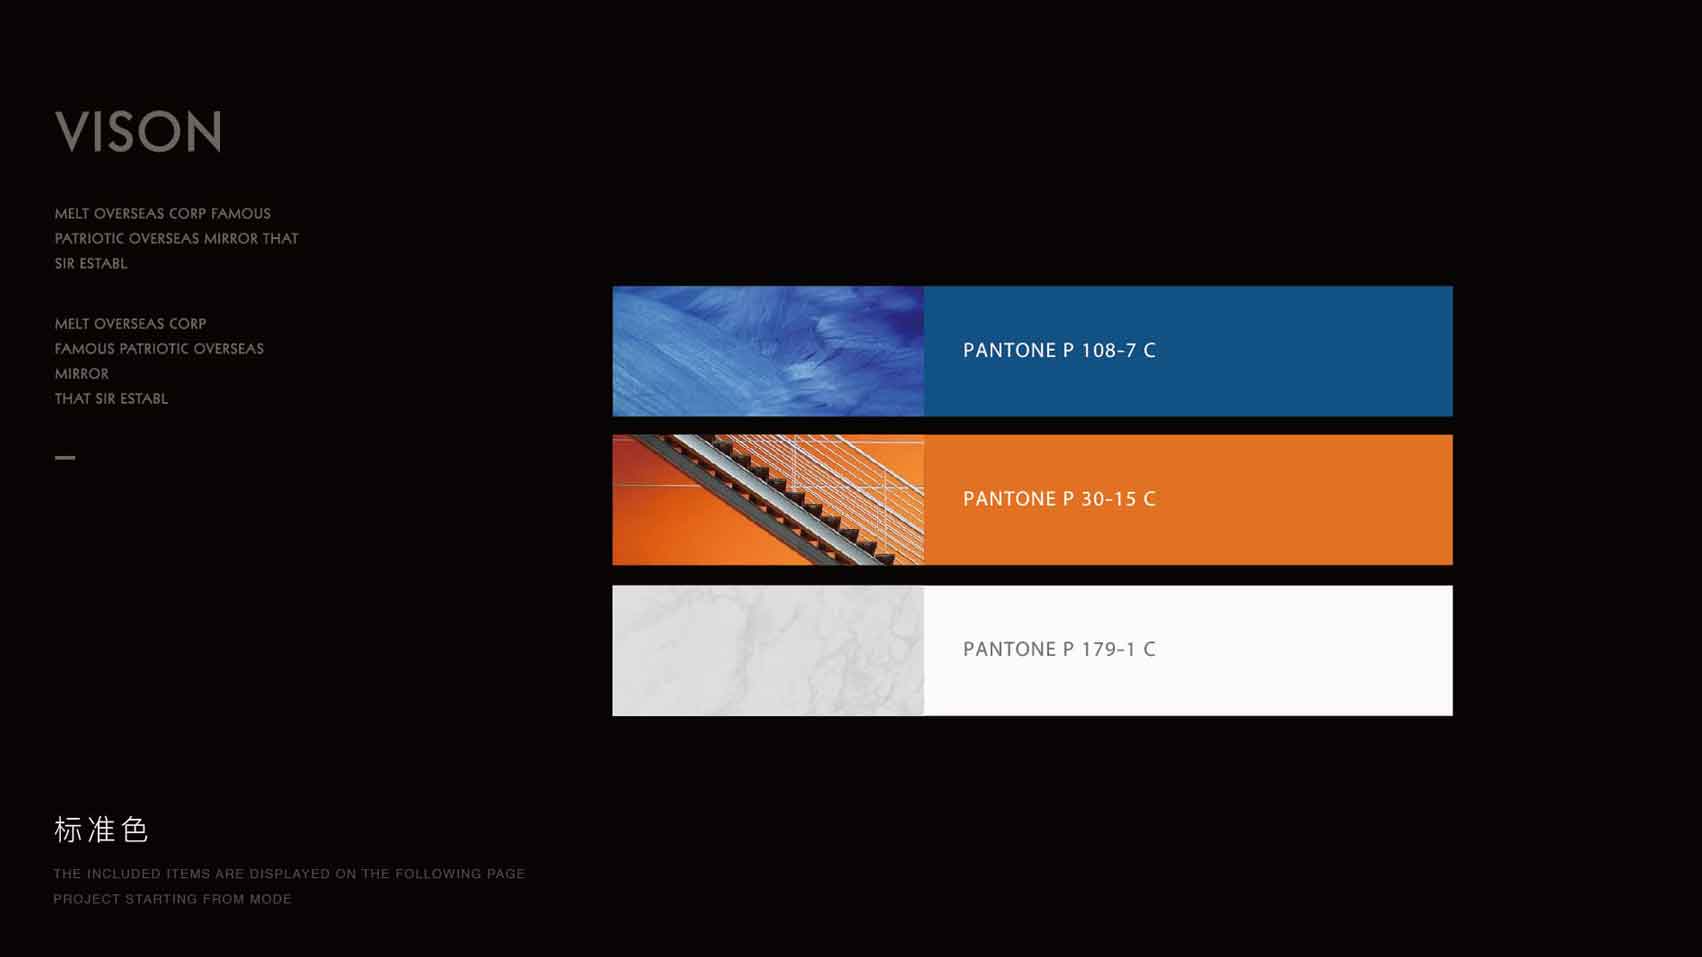 VISON
MELT OVERSEAS CORP FAMOUS
PATRIOTIC OVERSEAS MIRROR THAT
SIR ESTABL
MELT OVERSEAS CORP
FAMOUS PATRIOTIC OVERSEAS
MIRROR
THAT SIR ESTABL
PANTONE P 108-7 C
PANTONE P 30-15 C
PANTONE P 179-1 C
标准色
THE INCLUDED ITEMS ARE DISPLAYED ON THE FOLLOWING PAGE
PROJECT STARTING FROM MODE